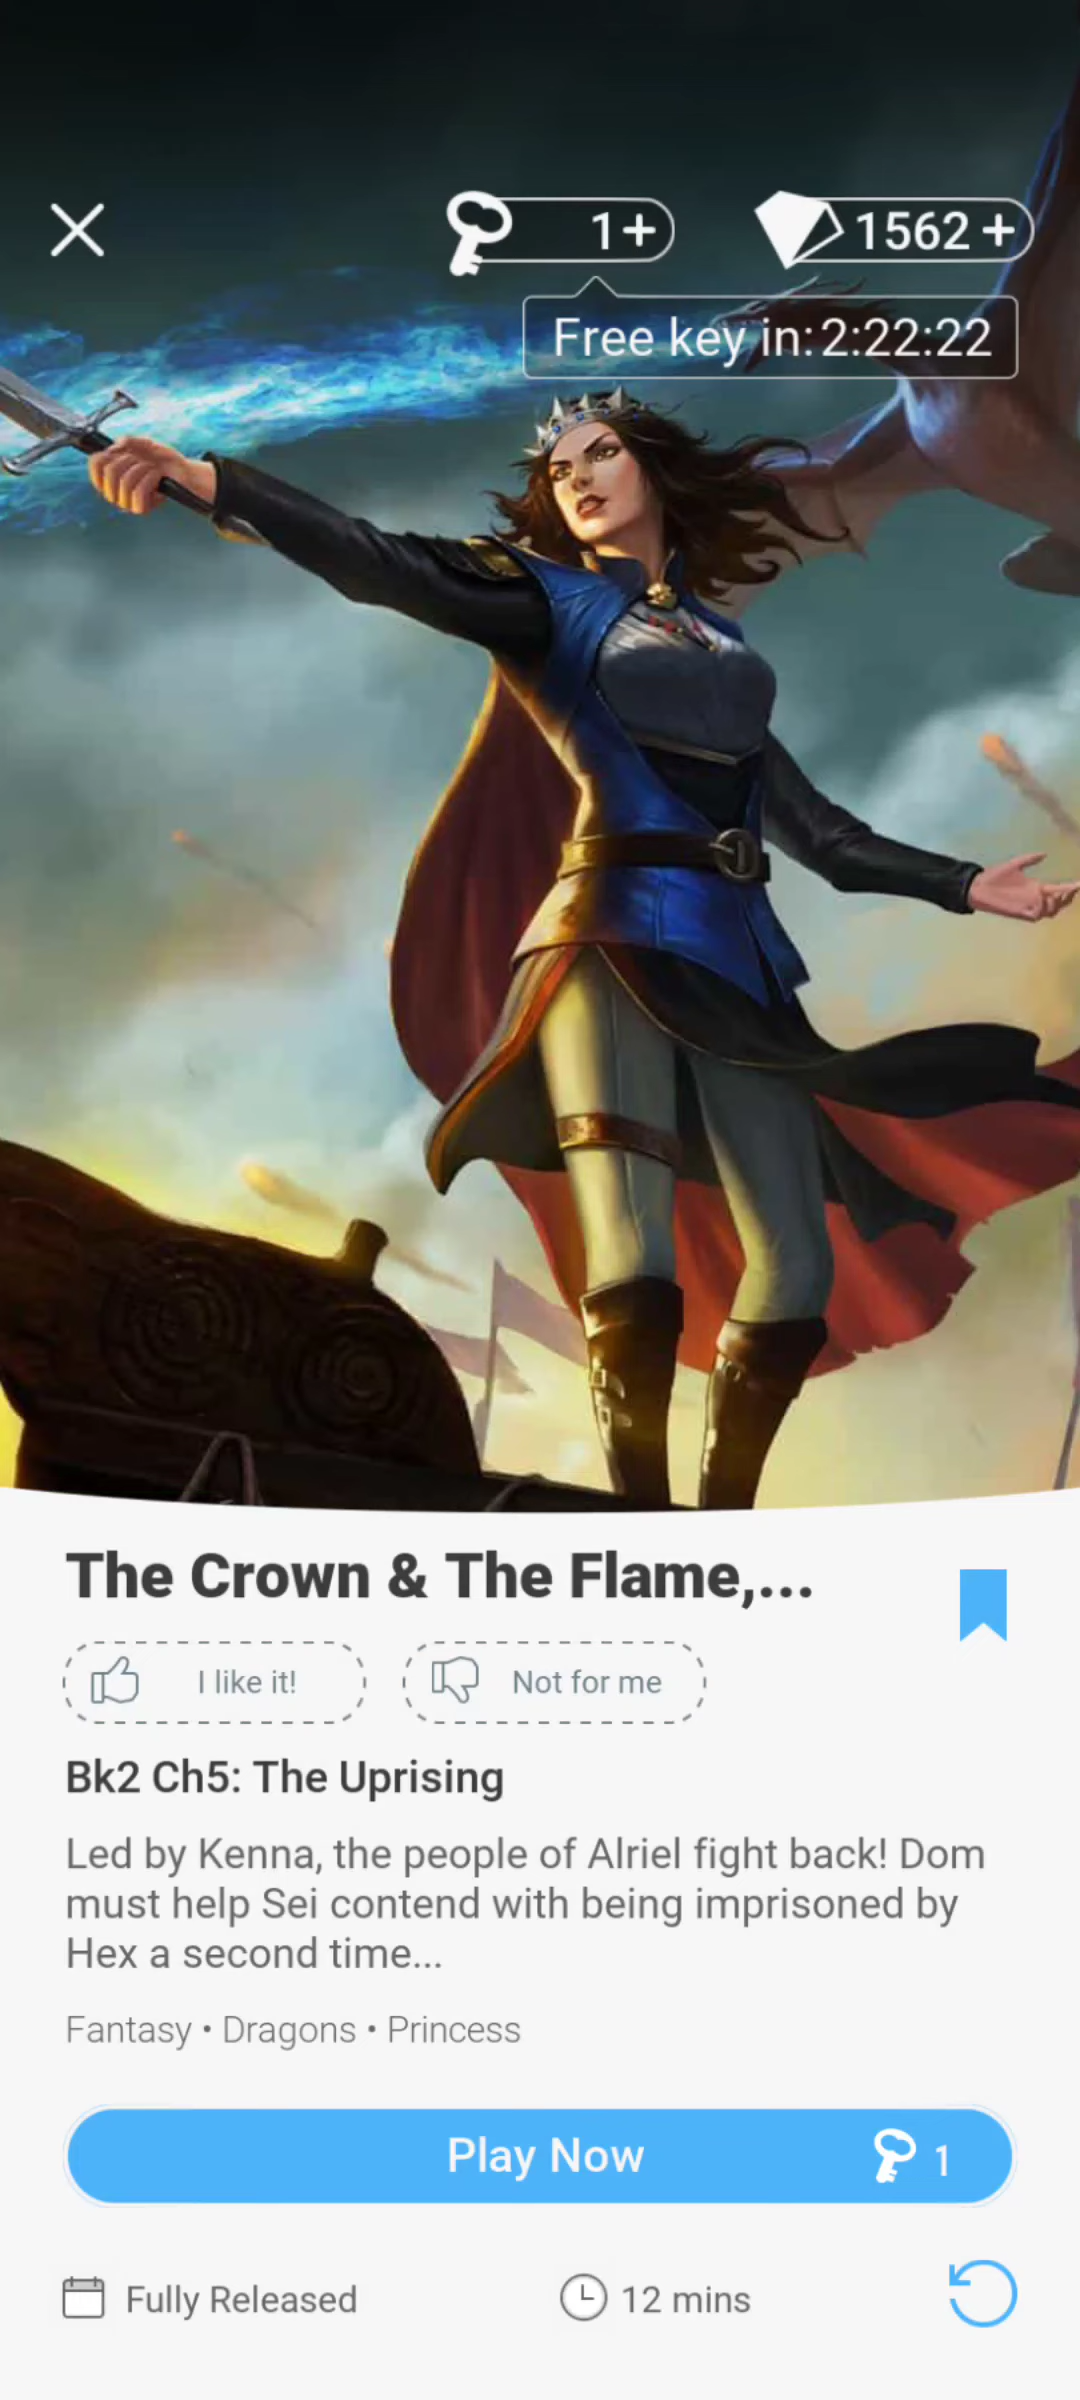 1+
1562 +
Free key in: 2:22:22
The Crown & The Flame,...
I like it!
Not for me
Bk2 Ch5: The Uprising
Led by Kenna, the people of Alriel fight back! Dom
must help Sei contend with being imprisoned by
Hex a second time...
Fantasy • Dragons • Princess
Play Now
1
Fully Released
12 mins